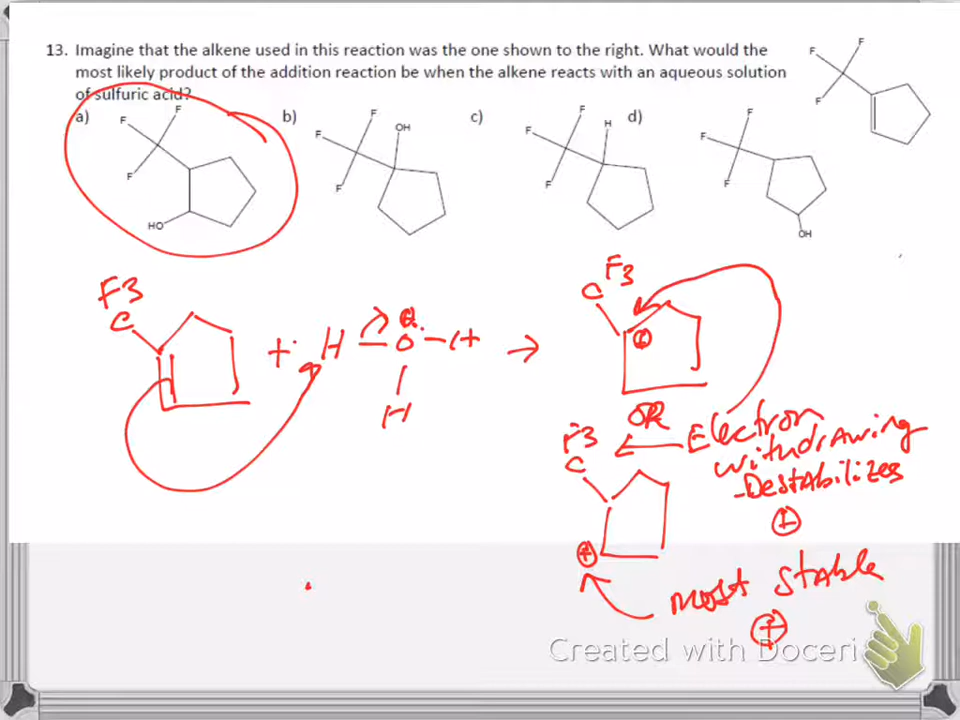 13. Imagine that the alkene used in this reaction was the one shown to the right. What would the
most likely product of the addition reaction be when the alkene reacts with an aqueous solution
of sulfuric acid?
a)
b)
c)
d)
F F F
F F F HO
F F F OH
F F F H
F F F OH
F3
C
+ H – O – H
H
F3
C
⊕
OR
F3
C
⊕
Electron
withdrawing
-Destabilizes
⊕
most stable
⊕
Created with Doceri